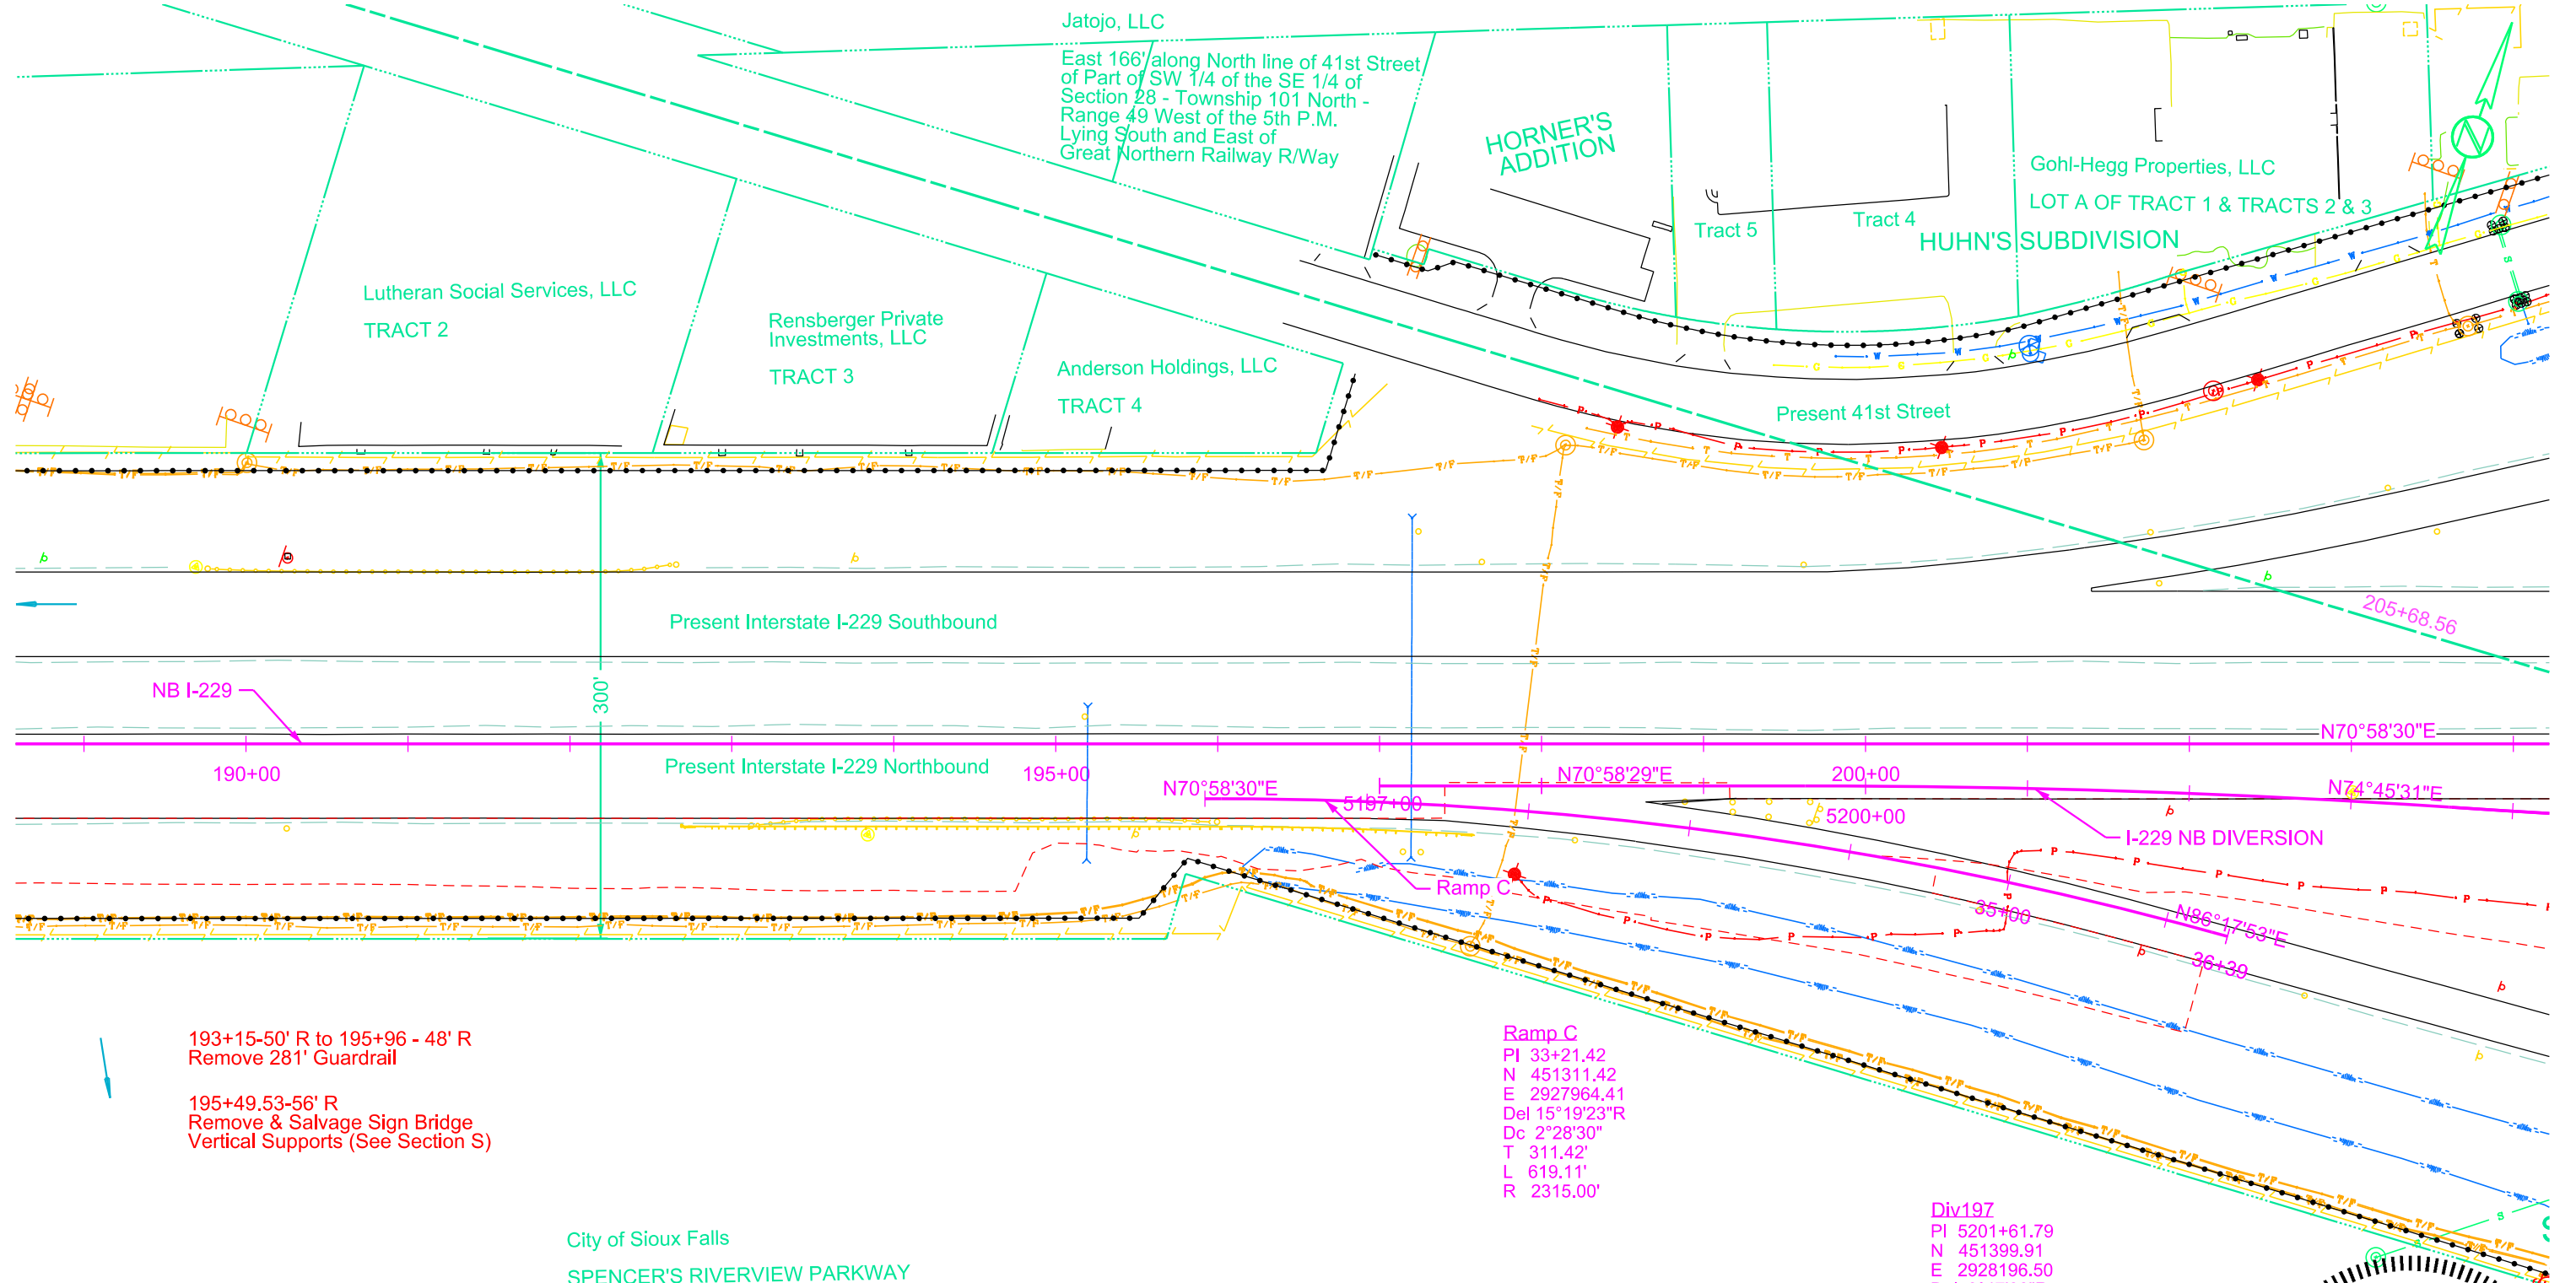 Jatojo, LLC
East 166' along North line of 41st Street
of Part of SW 1/4 of the SE 1/4 of
Section 28 - Township 101 North -
Range 49 West of the 5th P.M.
Lying South and East of
Great Northern Railway R/Way
HORNER'S
ADDITION
Gohl-Hegg Properties, LLC
LOT A OF TRACT 1 & TRACTS 2 & 3
Tract 5
Tract 4
HUHN'S SUBDIVISION
Lutheran Social Services, LLC
TRACT 2
Rensberger Private
Investments, LLC
TRACT 3
Anderson Holdings, LLC
TRACT 4
Present 41st Street
205+68.56
Present Interstate I-229 Southbound
NB I-229
300'
N70°58'30"E
190+00
Present Interstate I-229 Northbound
195+00
N70°58'30"E
N70°58'29"E
200+00
N74°45'31"E
5197+00
5200+00
I-229 NB DIVERSION
Ramp C
35+00
N86°17'53"E
36+39
193+15-50' R to 195+96 - 48' R
Remove 281' Guardrail
195+49.53-56' R
Remove & Salvage Sign Bridge
Vertical Supports (See Section S)
Ramp C
PI 33+21.42
N 451311.42
E 2927964.41
Del 15°19'23"R
Dc 2°28'30"
T 311.42'
L 619.11'
R 2315.00'
Div197
PI 5201+61.79
N 451399.91
E 2928196.50
City of Sioux Falls
SPENCER'S RIVERVIEW PARKWAY